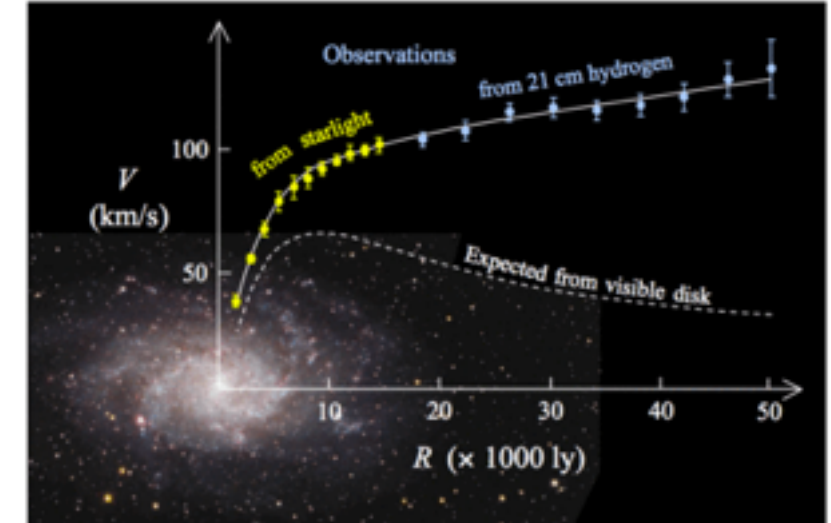 Observations
from 21 cm hydrogen
from starlight
100
V
(km/s)
50
Expected from visible disk
10
20
30
40
50
R (× 1000 ly)